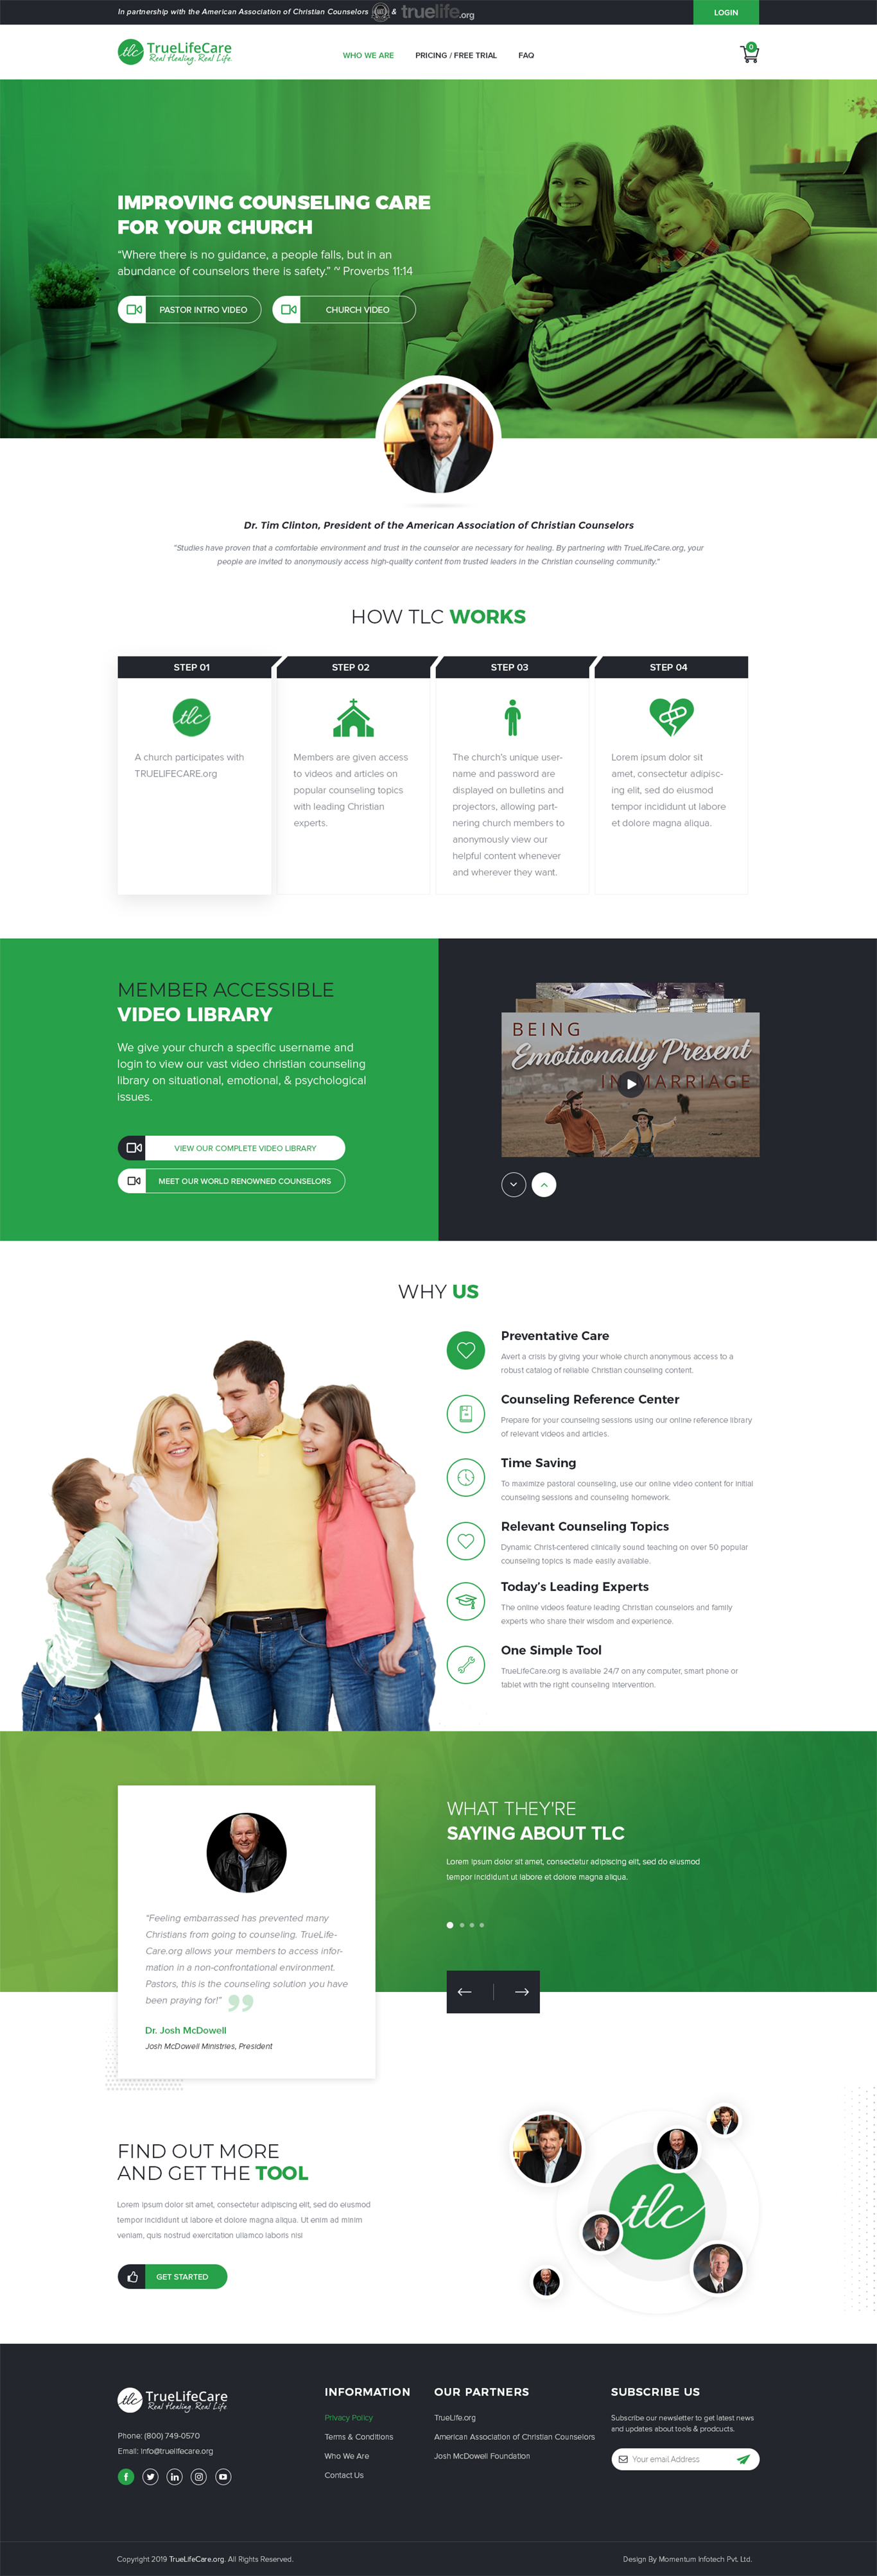 In partnership with the American Association of Christian Counselors & truelife.org
LOGIN
tlc TrueLifeCare
Real Healing. Real Life.
WHO WE ARE
PRICING / FREE TRIAL
FAQ
0
IMPROVING COUNSELING CARE
FOR YOUR CHURCH
“Where there is no guidance, a people falls, but in an
abundance of counselors there is safety.” ~ Proverbs 11:14
PASTOR INTRO VIDEO
CHURCH VIDEO
Dr. Tim Clinton, President of the American Association of Christian Counselors
"Studies have proven that a comfortable environment and trust in the counselor are necessary for healing. By partnering with TrueLifeCare.org, your
people are invited to anonymously access high-quality content from trusted leaders in the Christian counseling community."
HOW TLC WORKS
STEP 01
tlc
A church participates with
TRUELIFECARE.org
STEP 02
Members are given access
to videos and articles on
popular counseling topics
with leading Christian
experts.
STEP 03
The church's unique user-
name and password are
displayed on bulletins and
projectors, allowing part-
nering church members to
anonymously view our
helpful content whenever
and wherever they want.
STEP 04
Lorem ipsum dolor sit
amet, consectetur adipisc-
ing elit, sed do eiusmod
tempor incididunt ut labore
et dolore magna aliqua.
MEMBER ACCESSIBLE
VIDEO LIBRARY
We give your church a specific username and
login to view our vast video christian counseling
library on situational, emotional, & psychological
issues.
VIEW OUR COMPLETE VIDEO LIBRARY
MEET OUR WORLD RENOWNED COUNSELORS
BEING
Emotionally Present
IN MARRIAGE
WHY US
Preventative Care
Avert a crisis by giving your whole church anonymous access to a
robust catalog of reliable Christian counseling content.
Counseling Reference Center
Prepare for your counseling sessions using our online reference library
of relevant videos and articles.
Time Saving
To maximize pastoral counseling, use our online video content for initial
counseling sessions and counseling homework.
Relevant Counseling Topics
Dynamic Christ-centered clinically sound teaching on over 50 popular
counseling topics is made easily available.
Today’s Leading Experts
The online videos feature leading Christian counselors and family
experts who share their wisdom and experience.
One Simple Tool
TrueLifeCare.org is available 24/7 on any computer, smart phone or
tablet with the right counseling intervention.
“Feeling embarrassed has prevented many
Christians from going to counseling. TrueLife-
Care.org allows your members to access infor-
mation in a non-confrontational environment.
Pastors, this is the counseling solution you have
been praying for!”
Dr. Josh McDowell
Josh McDowell Ministries, President
WHAT THEY'RE
SAYING ABOUT TLC
Lorem ipsum dolor sit amet, consectetur adipiscing elit, sed do eiusmod
tempor incididunt ut labore et dolore magna aliqua.
FIND OUT MORE
AND GET THE TOOL
Lorem ipsum dolor sit amet, consectetur adipiscing elit, sed do eiusmod
tempor incididunt ut labore et dolore magna aliqua. Ut enim ad minim
veniam, quis nostrud exercitation ullamco laboris nisi
GET STARTED
tlc
tlc TrueLifeCare
Real Healing. Real Life.
Phone: (800) 749-0570
Email: info@truelifecare.org
INFORMATION
Privacy Policy
Terms & Conditions
Who We Are
Contact Us
OUR PARTNERS
TrueLife.org
American Association of Christian Counselors
Josh McDowell Foundation
SUBSCRIBE US
Subscribe our newsletter to get latest news
and updates about tools & prodcucts.
Your email Address
Copyright 2019 TrueLifeCare.org. All Rights Reserved.
Design By Momentum Infotech Pvt. Ltd.